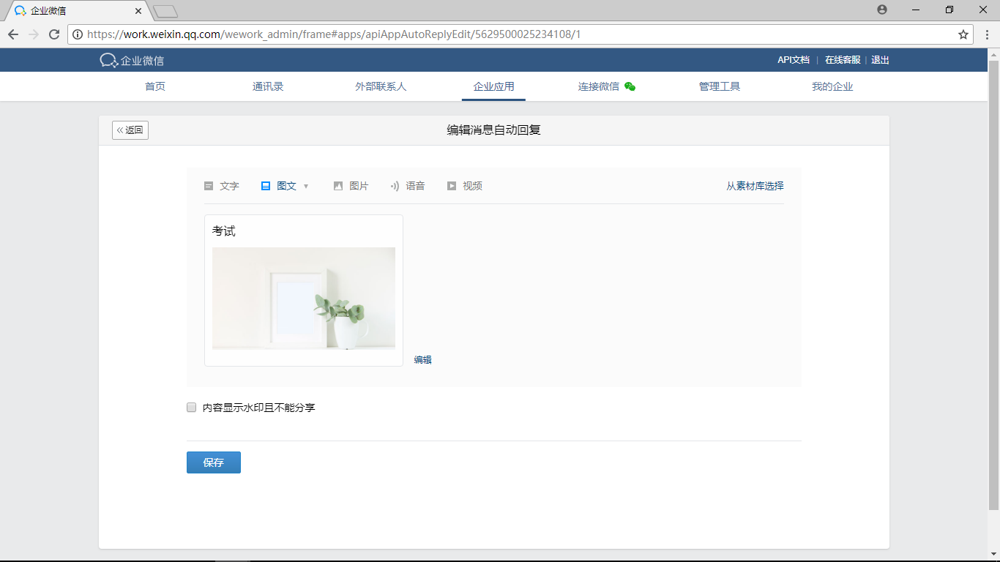 企业微信
https://work.weixin.qq.com/wework_admin/frame#apps/apiAppAutoReplyEdit/5629500025234108/1
企业微信
API文档 | 在线客服 | 退出
首页 通讯录 外部联系人 企业应用 连接微信 管理工具 我的企业
返回
编辑消息自动回复
文字 图文 图片 语音 视频 从素材库选择
考试
编辑
内容显示水印且不能分享
保存